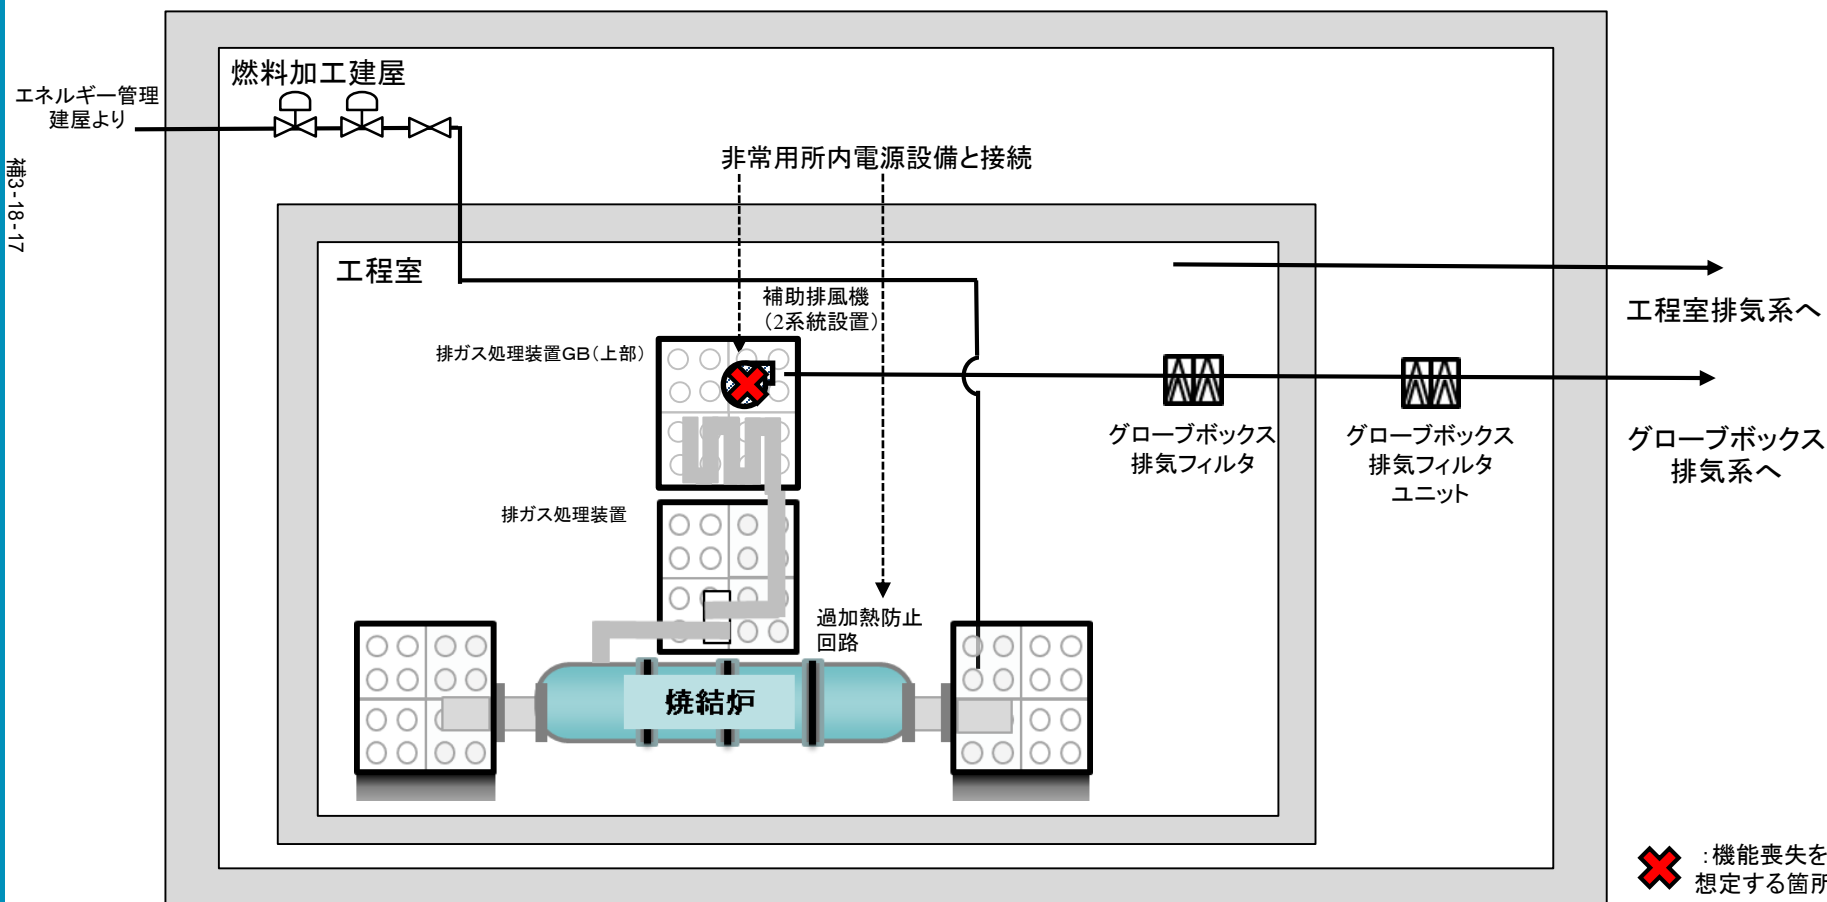 燃料加工建屋
エネルギー管理
建屋より
補3-18-17
非常用所内電源設備と接続
工程室
補助排風機
（2系統設置）
排ガス処理装置GB（上部）
工程室排気系へ
グローブボックス
排気フィルタ
グローブボックス
排気フィルタ
ユニット
グローブボックス
排気系へ
排ガス処理装置
過加熱防止
回路
焼結炉
：機能喪失を
想定する箇所